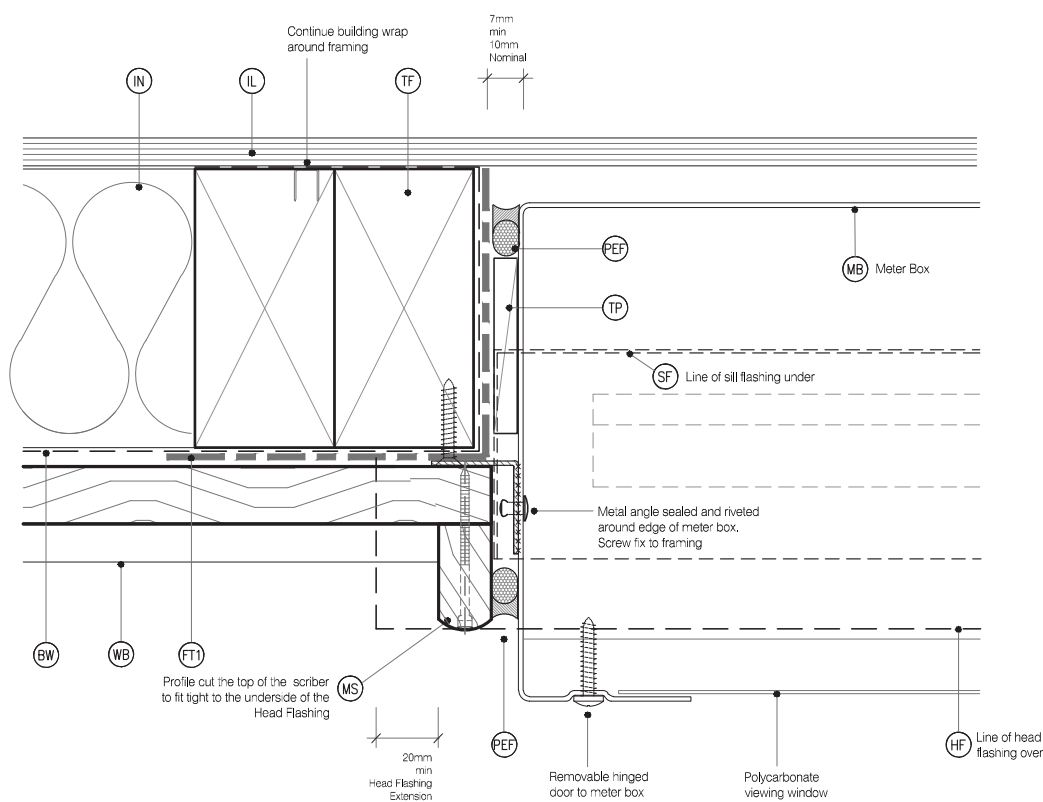 7mm
min
10mm
Nominal
Continue building wrap
around framing
IN
IL
TF
PEF
MB Meter Box
TP
SF Line of sill flashing under
Metal angle sealed and riveted
around edge of meter box.
Screw fix to framing
BW
WB
FT1
Profile cut the top of the scriber
to fit tight to the underside of the
Head Flashing
MS
PEF
HF Line of head
flashing over
20mm
min
Head Flashing
Extension
Removable hinged
door to meter box
Polycarbonate
viewing window